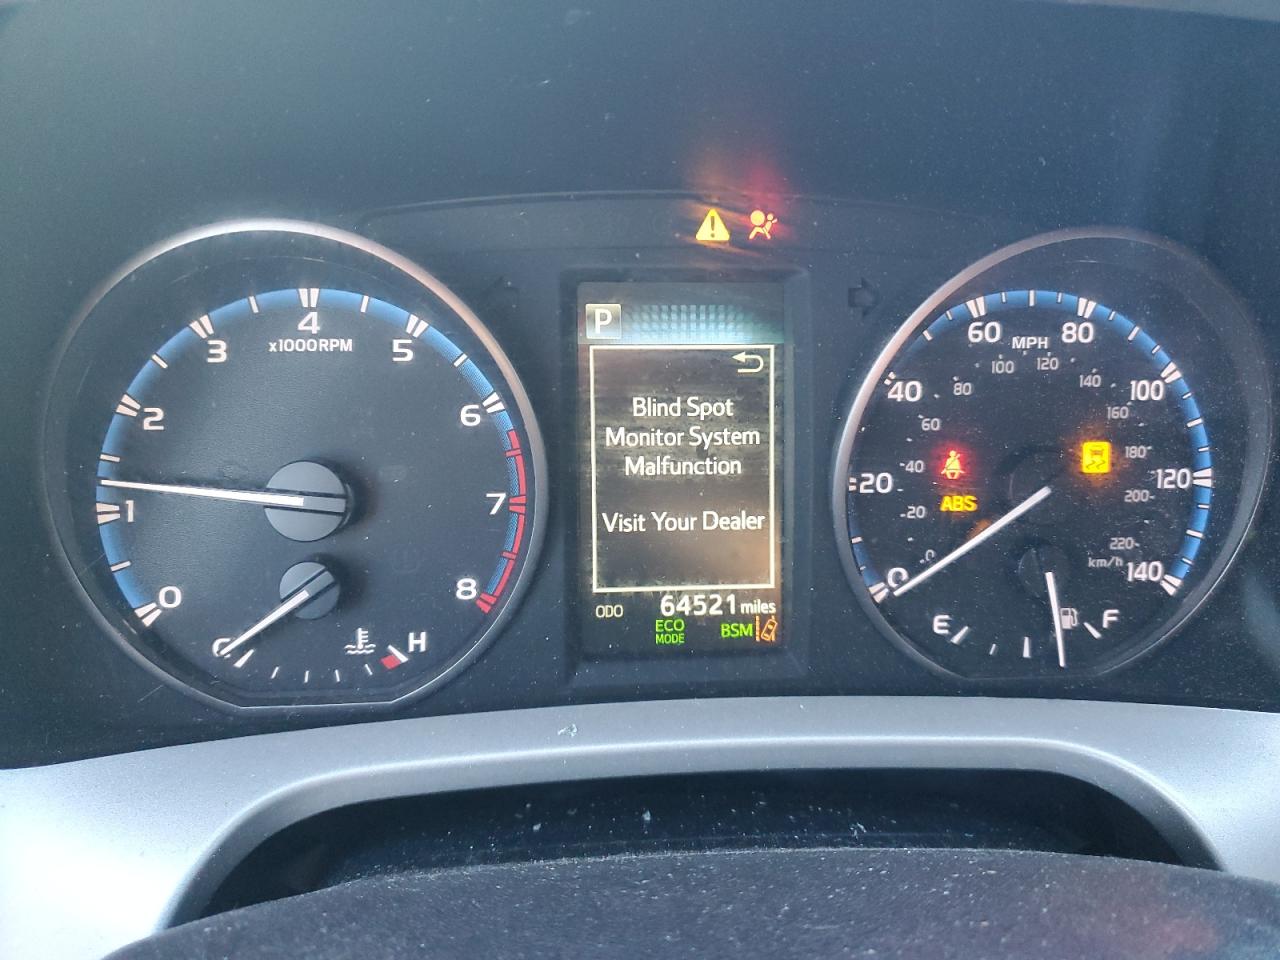 0
1
2
3
4
5
6
7
8
x1000RPM
C
H
P
Blind Spot
Monitor System
Malfunction
Visit Your Dealer
ODO 64521 miles
ECO
MODE
BSM
0
20
40
60
80
100
120
140
MPH
0
20
40
60
80
100
120
140
160
180
200
220
km/h
ABS
E
F